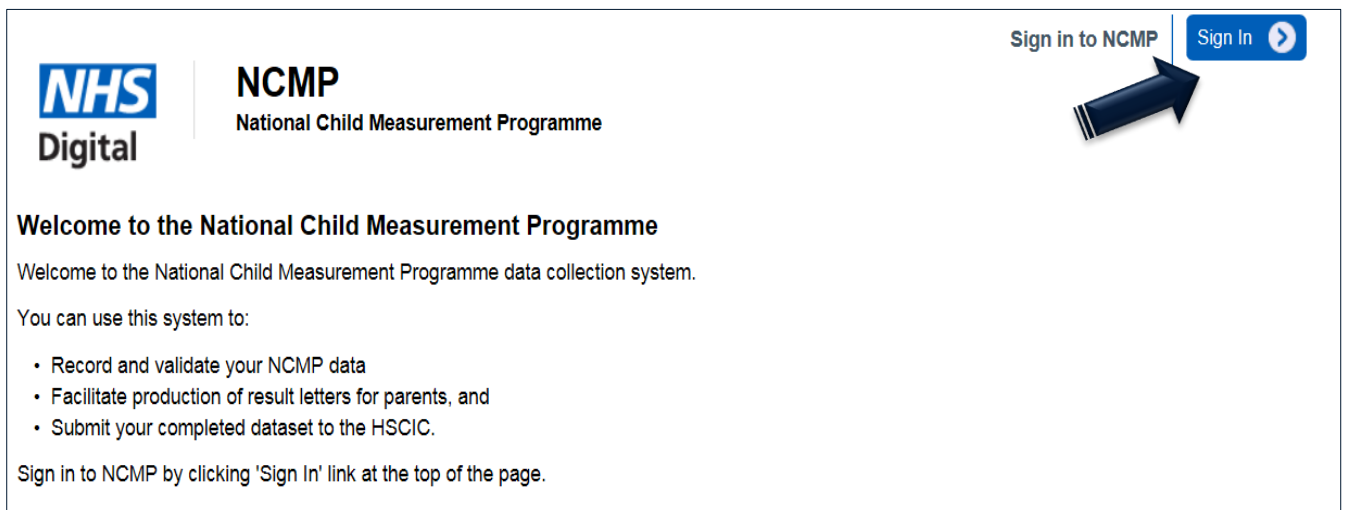 Sign in to NCMP
Sign In
NHS
Digital
NCMP
National Child Measurement Programme
Welcome to the National Child Measurement Programme
Welcome to the National Child Measurement Programme data collection system.
You can use this system to:
• Record and validate your NCMP data
• Facilitate production of result letters for parents, and
• Submit your completed dataset to the HSCIC.
Sign in to NCMP by clicking 'Sign In' link at the top of the page.